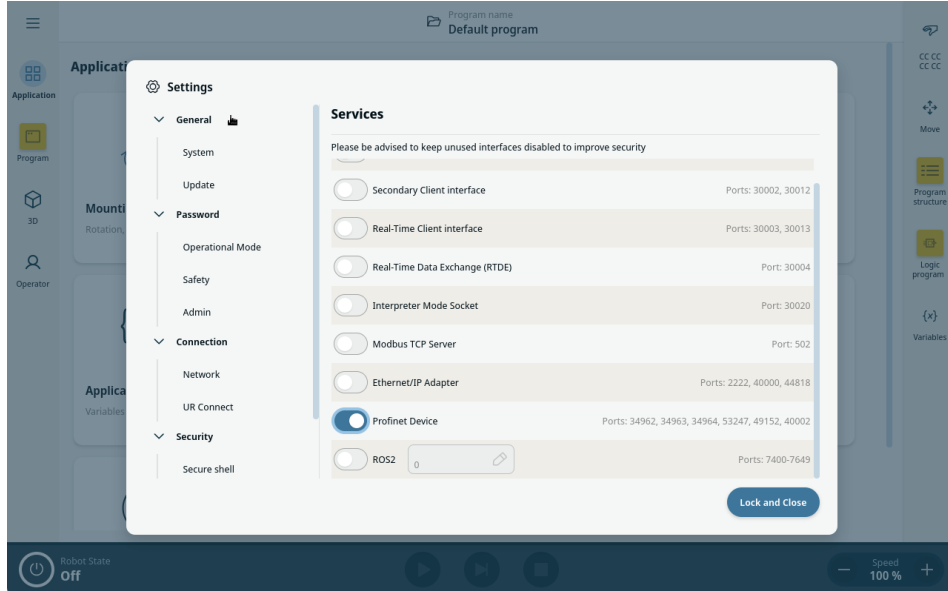 Program name
Default program
Applicati
Application
Program
3D
Operator
Mounti
Rotation,
Applica
Variables
Settings
General
System
Update
Password
Operational Mode
Safety
Admin
Connection
Network
UR Connect
Security
Secure shell
Services
Please be advised to keep unused interfaces disabled to improve security
Secondary Client interface Ports: 30002, 30012
Real-Time Client interface Ports: 30003, 30013
Real-Time Data Exchange (RTDE) Port: 30004
Interpreter Mode Socket Port: 30020
Modbus TCP Server Port: 502
Ethernet/IP Adapter Ports: 2222, 40000, 44818
Profinet Device Ports: 34962, 34963, 34964, 53247, 49152, 40002
ROS2 0 Ports: 7400-7649
Lock and Close
CC CC
CC CC
Move
Program
structure
Logic
program
{x}
Variables
Robot State
Off
Speed
100 %